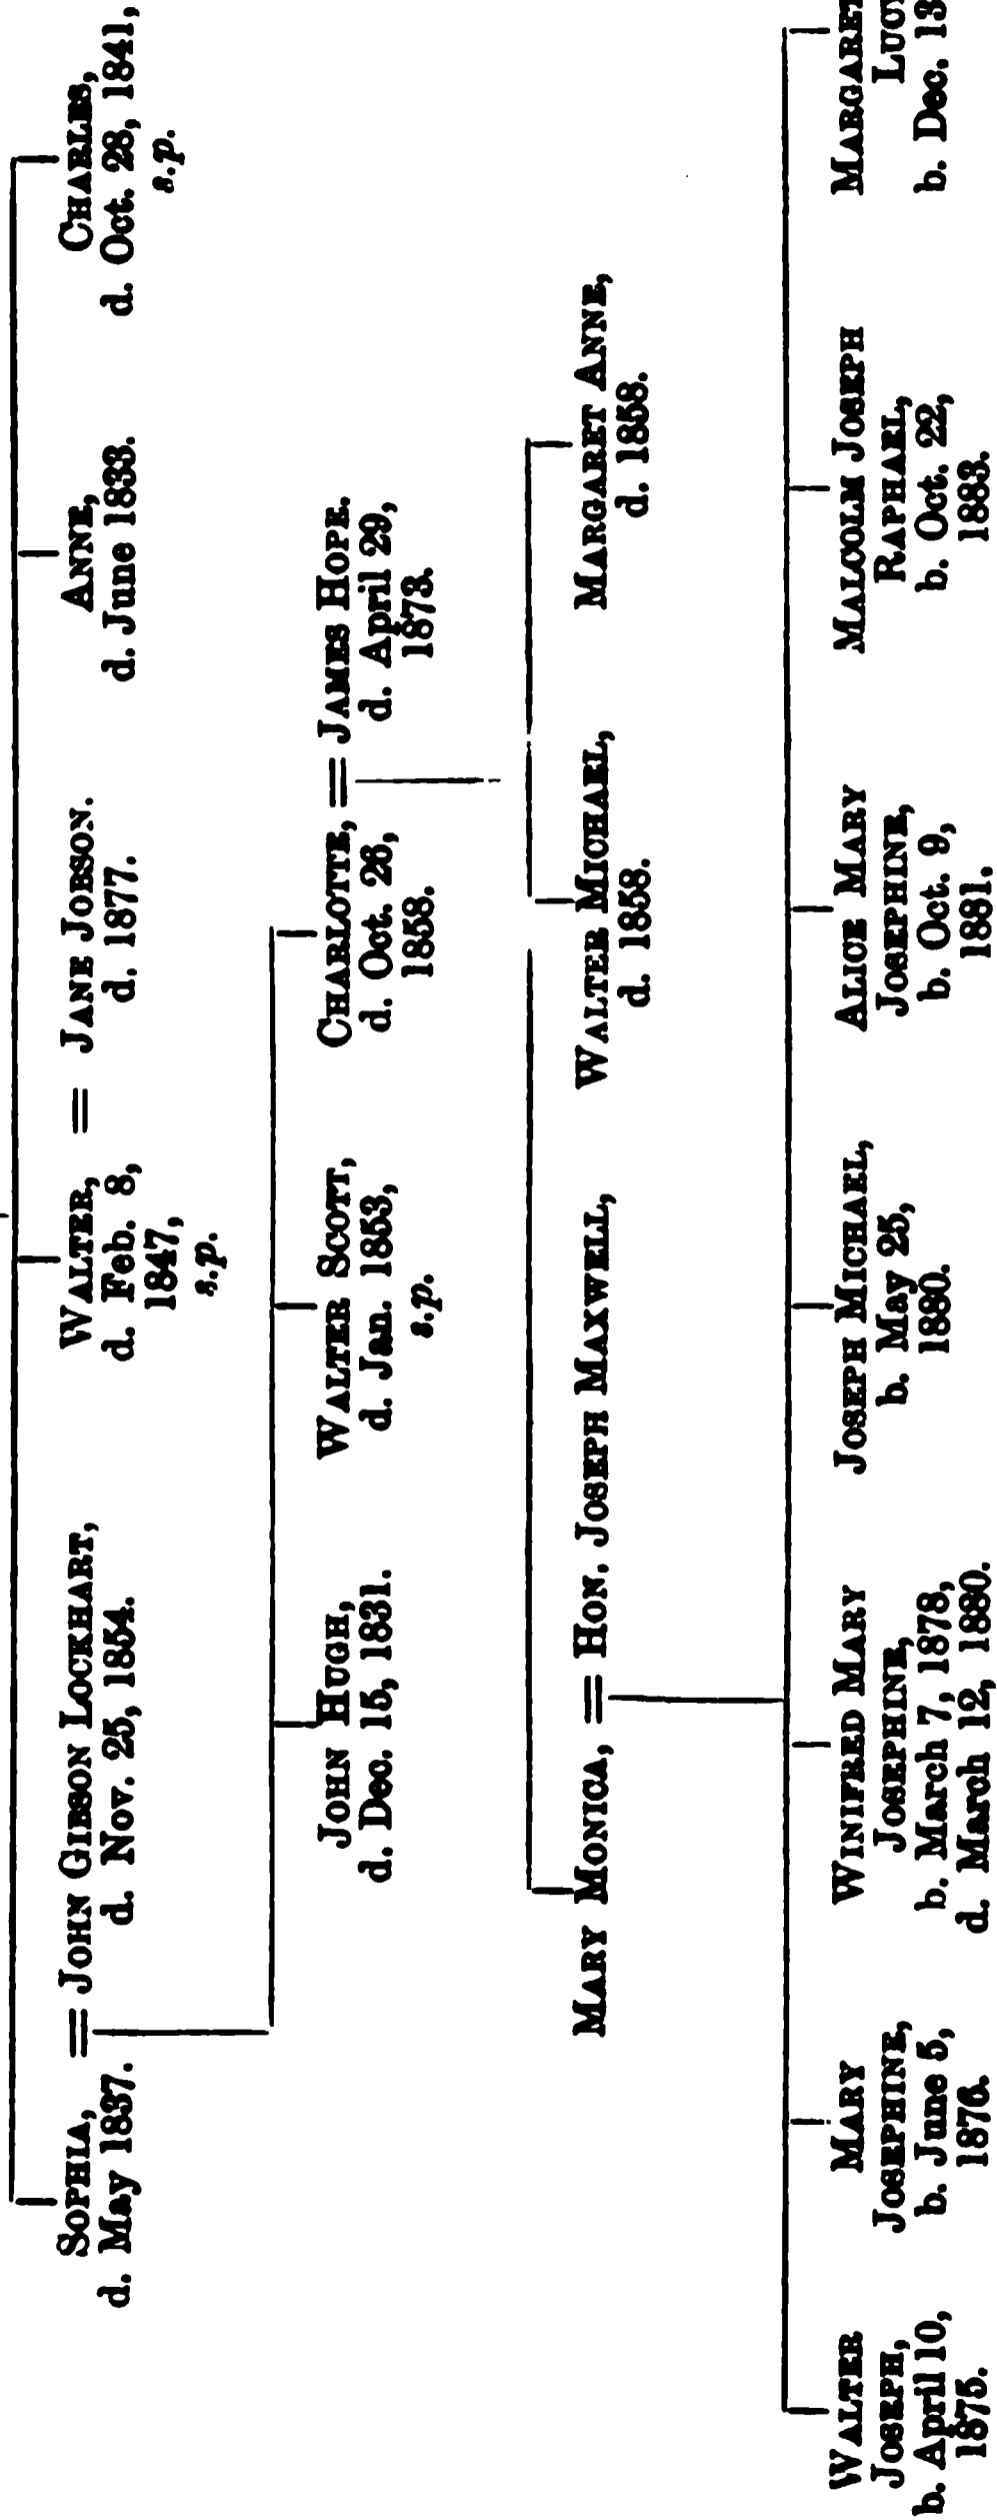 SOPHIA,
d. May 1837.
= JOHN GIBSON LOCKHART,
d. Nov. 25, 1854.
WALTER,
d. Feb. 8,
1847,
s.p.
= JANE JOBSON.
d. 1877.
ANNE,
d. June 1833.
CHARLES,
d. Oct. 28, 1841,
s.p.
JOHN HUGH,
d. Dec. 15, 1831.
WALTER SCOTT,
d. Jan. 1853,
s.p.
CHARLOTTE,
d. Oct. 26,
1858.
= JAMES HOPE.
d. April 29,
1873.
MARY MONICA,
= HON. JOSEPH MAXWELL,
WALTER MICHAEL,
d. 1858.
MARGARET ANNE,
d. 1858.
WALTER
JOSEPH,
b. April 10,
1875.
MARY
JOSEPHINE,
b. June 5,
1876.
WINIFRED MARY
JOSEPHINE,
b. March 7, 1878,
d. March 12, 1880.
JOSEPH MICHAEL,
b. May 25,
1880.
ALICE MARY
JOSEPHINE,
b. Oct. 9,
1881.
MALCOLM JOSEPH
RAPHAEL,
b. Oct. 22,
1883.
MARGARET
b. Dec.